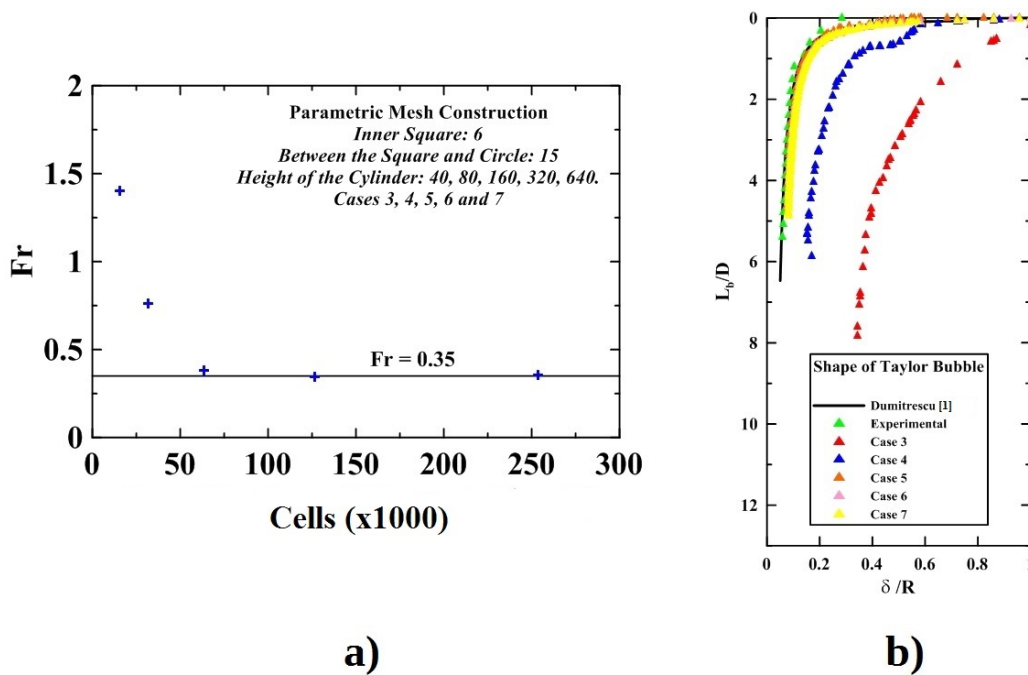 2
1.5
1
0.5
0
Fr
Parametric Mesh Construction
Inner Square: 6
Between the Square and Circle: 15
Height of the Cylinder: 40, 80, 160, 320, 640.
Cases 3, 4, 5, 6 and 7
Fr = 0.35
0 50 100 150 200 250 300
Cells (x1000)
a)
0
2
4
6
8
10
12
L_b/D
Shape of Taylor Bubble
Dumitrescu [1]
Experimental
Case 3
Case 4
Case 5
Case 6
Case 7
0 0.2 0.4 0.6 0.8
δ /R
b)